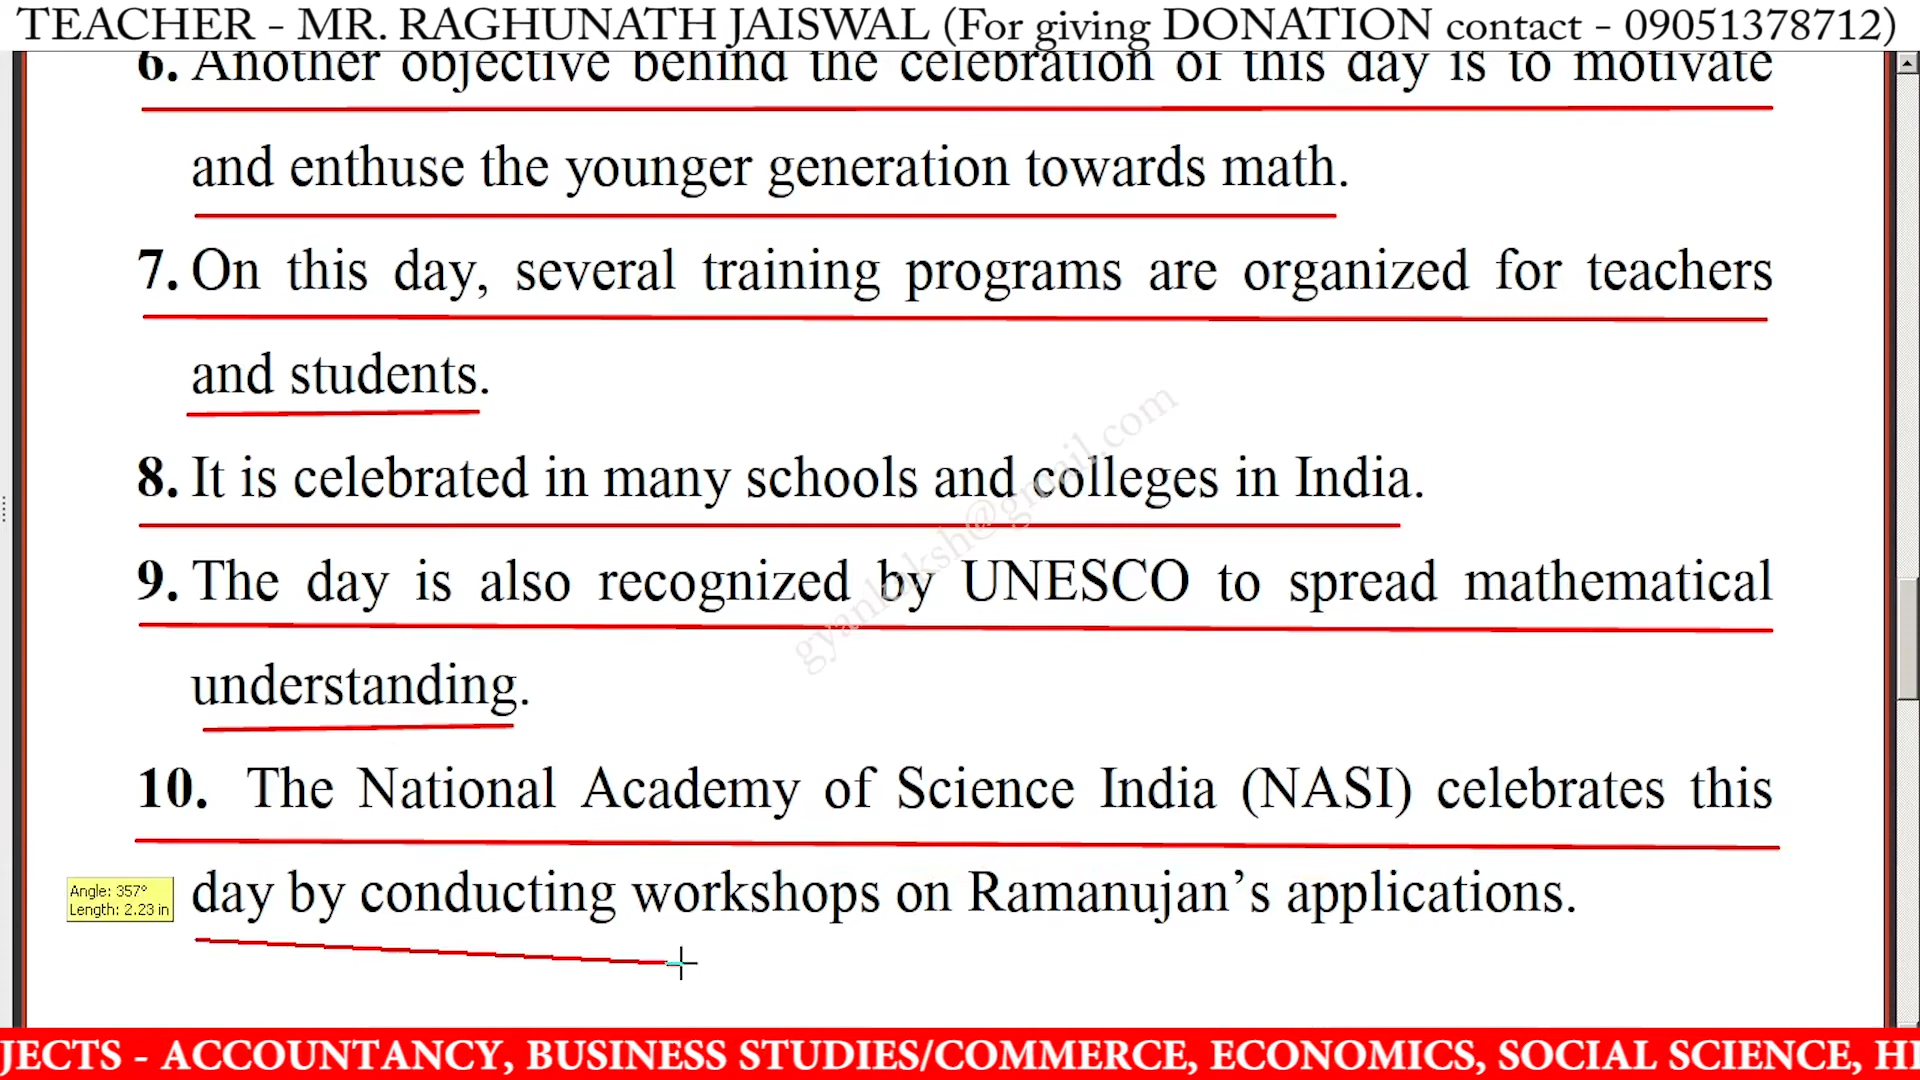 TEACHER - MR. RAGHUNATH JAISWAL (For giving DONATION contact - 09051378712)
6. Another objective behind the celebration of this day is to motivate
and enthuse the younger generation towards math.
7. On this day, several training programs are organized for teachers
and students.
8. It is celebrated in many schools and colleges in India.
9. The day is also recognized by UNESCO to spread mathematical
understanding.
10. The National Academy of Science India (NASI) celebrates this
Angle: 357°
Length: 2.23 in
day by conducting workshops on Ramanujan's applications.
JECTS - ACCOUNTANCY, BUSINESS STUDIES/COMMERCE, ECONOMICS, SOCIAL SCIENCE, HI